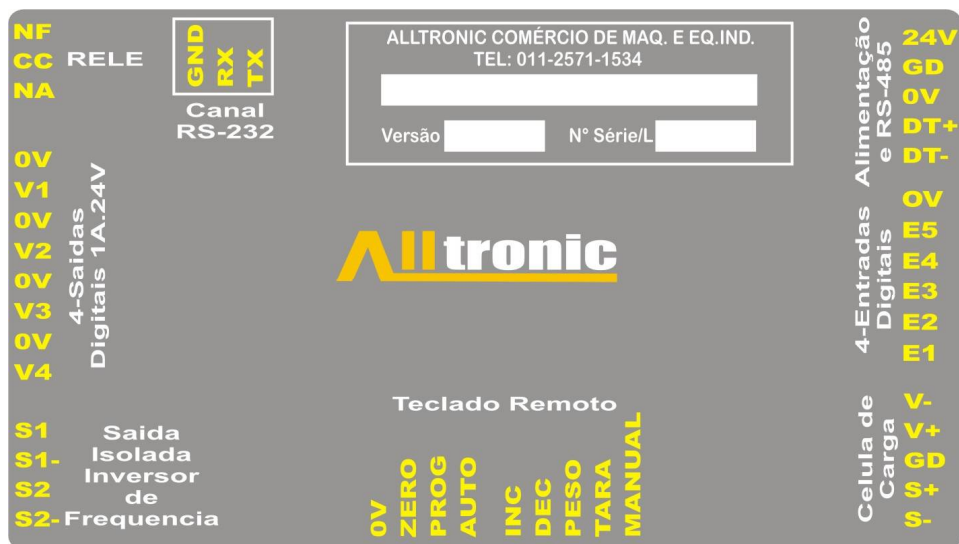 NF
CC
NA
RELE
GND
RX
TX
Canal
RS-232
ALLTRONIC COMÉRCIO DE MAQ. E EQ.IND.
TEL: 011-2571-1534
Versão
Nº Série/L
24V
GD
0V
DT+
DT-
Alimentação
e RS-485
0V
V1
0V
V2
0V
V3
0V
V4
4-Saidas
Digitais 1A.24V
Alltronic
OV
E5
E4
E3
E2
E1
4-Entradas
Digitais
S1
S1-
S2
S2-
Saida
Isolada
Inversor
de
Frequencia
Teclado Remoto
0V
ZERO
PROG
AUTO
INC
DEC
PESO
TARA
MANUAL
V-
V+
GD
S+
S-
Celula de
Carga